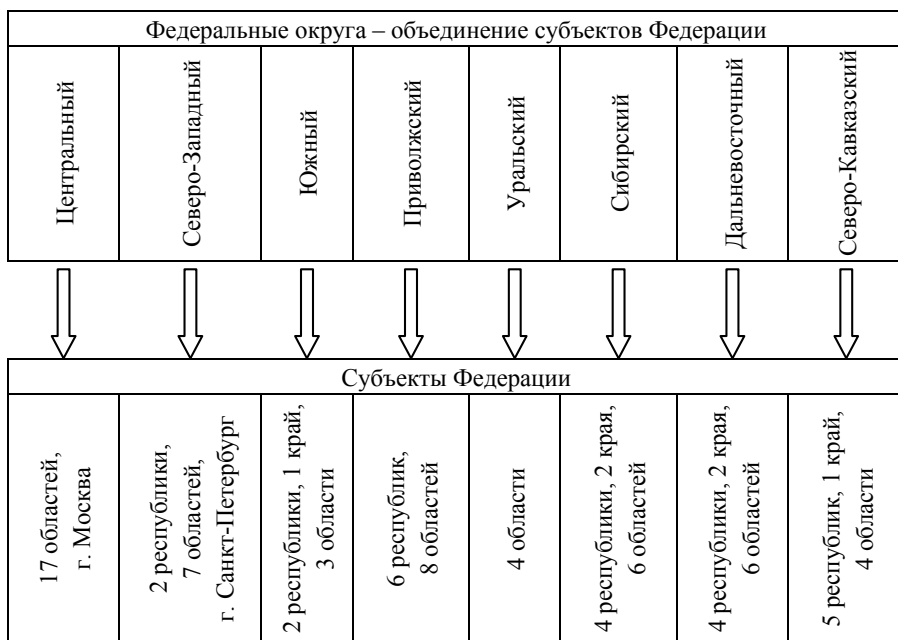 Федеральные округа – объединение субъектов Федерации
Центральный
Северо-Западный
Южный
Приволжский
Уральский
Сибирский
Дальневосточный
Северо-Кавказский
Субъекты Федерации
17 областей,
г. Москва
2 республики,
7 областей,
г. Санкт-Петербург
2 республики, 1 край,
3 области
6 республик,
8 областей
4 области
4 республики, 2 края,
6 областей
4 республики, 2 края,
6 областей
5 республик, 1 край,
4 области